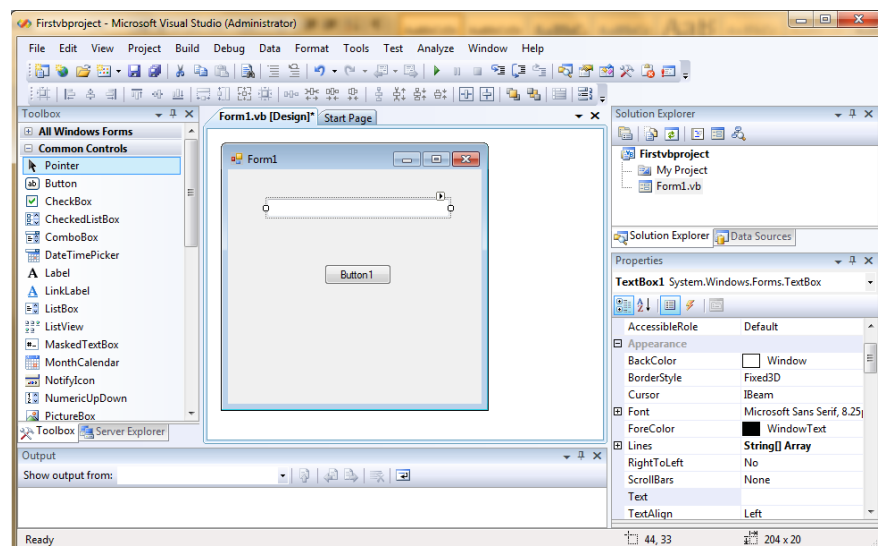 Firstvbproject - Microsoft Visual Studio (Administrator)
File Edit View Project Build Debug Data Format Tools Test Analyze Window Help
Toolbox
All Windows Forms
Common Controls
Pointer
Button
CheckBox
CheckedListBox
ComboBox
DateTimePicker
Label
LinkLabel
ListBox
ListView
MaskedTextBox
MonthCalendar
NotifyIcon
NumericUpDown
PictureBox
Toolbox Server Explorer
Form1.vb [Design]* Start Page
Form1
Button1
Solution Explorer
Firstvbproject
My Project
Form1.vb
Solution Explorer Data Sources
Properties
TextBox1 System.Windows.Forms.TextBox
AccessibleRole Default
Appearance
BackColor Window
BorderStyle Fixed3D
Cursor IBeam
Font Microsoft Sans Serif, 8.25p
ForeColor WindowText
Lines String[] Array
RightToLeft No
ScrollBars None
Text
TextAlign Left
Output
Show output from:
Ready 44, 33 204 x 20